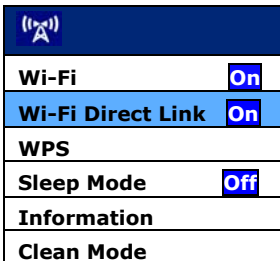 Wi-Fi On
Wi-Fi Direct Link On
WPS
Sleep Mode Off
Information
Clean Mode